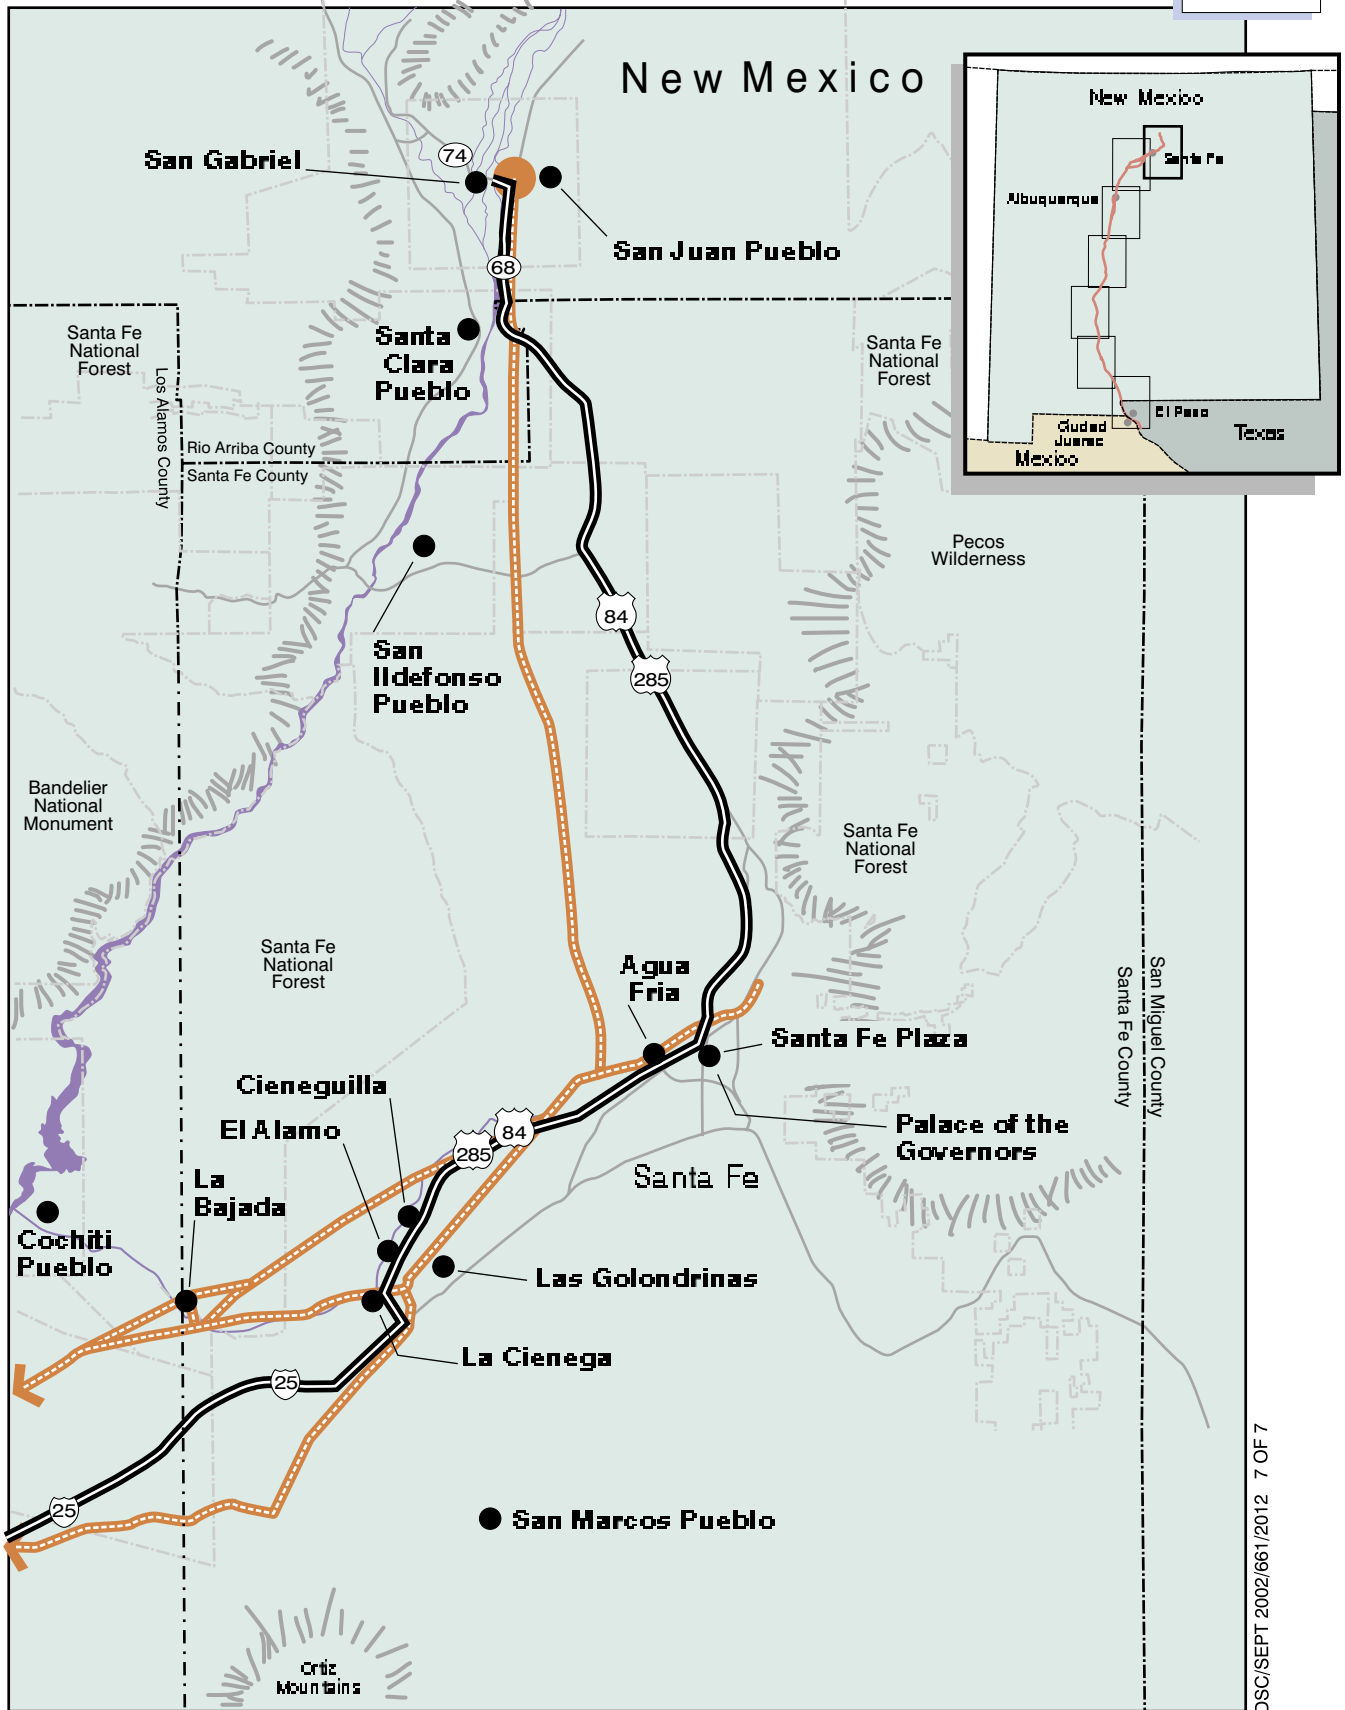 New Mexico
San Gabriel
74
San Juan Pueblo
68
Santa
Clara
Pueblo
Santa Fe
National
Forest
Los Alamos County
Rio Arriba County
Santa Fe County
Santa Fe
National
Forest
New Mexico
Santa Fe
Albuquerque
El Paso
Ciudad
Juarez
Texas
Mexico
Pecos
Wilderness
84
285
San
Ildefonso
Pueblo
Bandelier
National
Monument
Santa Fe
National
Forest
Santa Fe
National
Forest
Agua
Fria
Santa Fe Plaza
Santa Fe County
San Miguel County
Cieneguilla
El Alamo
84
285
Palace of the
Governors
Santa Fe
La
Bajada
Cochiti
Pueblo
Las Golondrinas
La Cienega
25
25
San Marcos Pueblo
Ortiz
Mountains
DSC/SEPT 2002/661/2012 7 OF 7